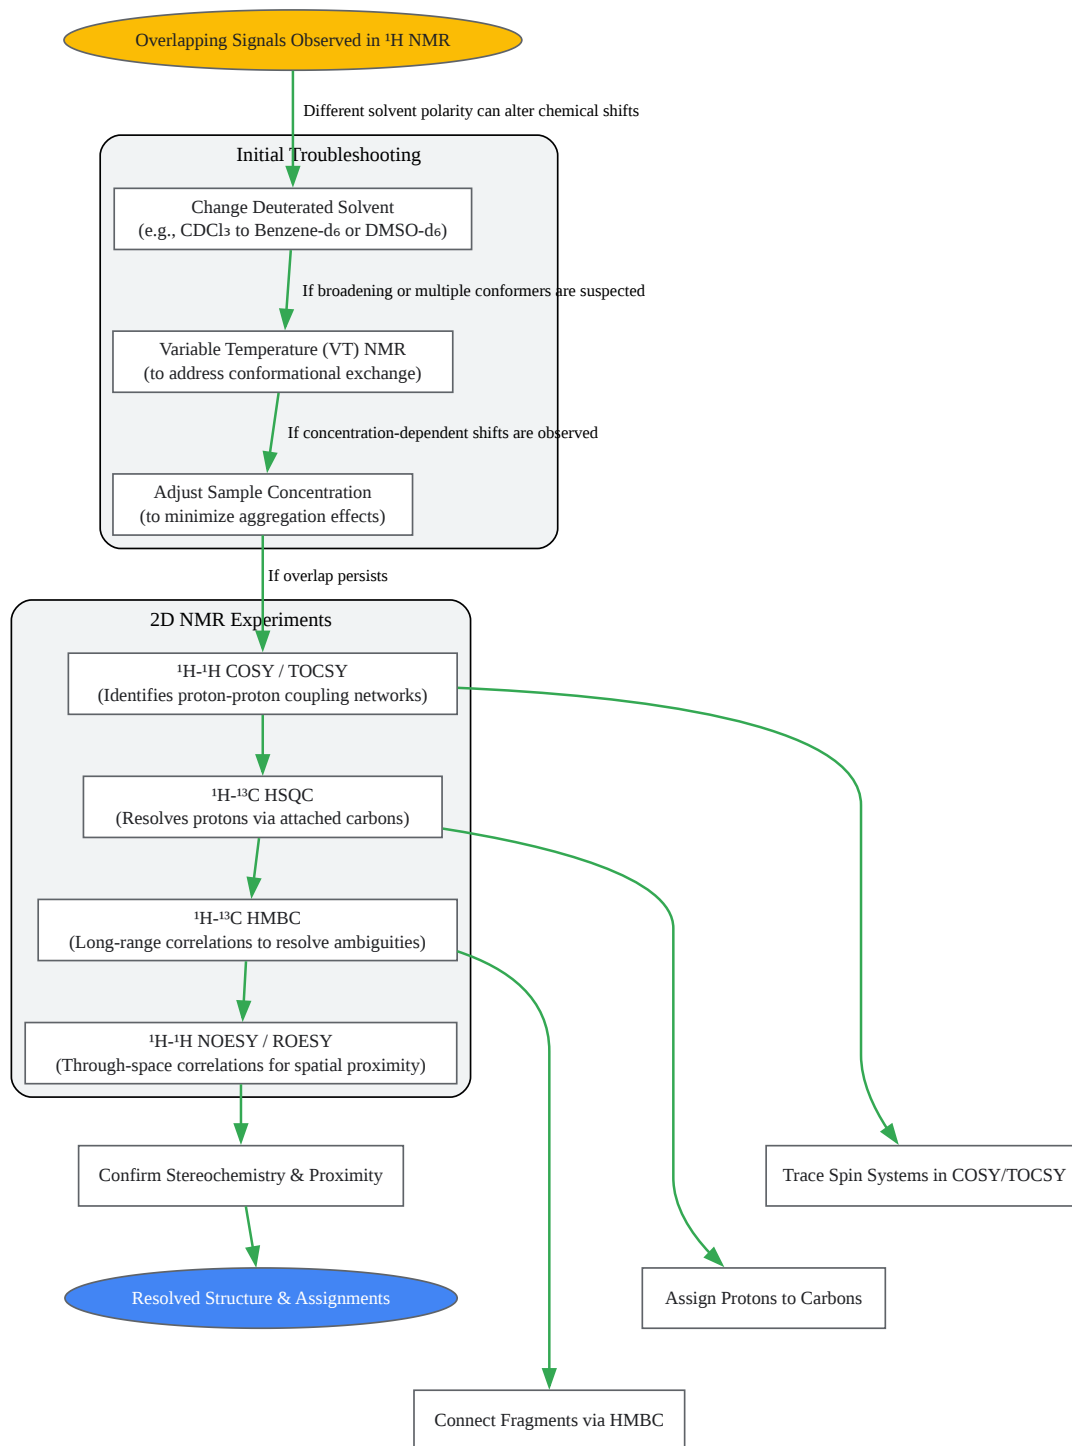 Overlapping Signals Observed in ¹H NMR
Different solvent polarity can alter chemical shifts
Initial Troubleshooting
Change Deuterated Solvent
(e.g., CDCl₃ to Benzene-d₆ or DMSO-d₆)
If broadening or multiple conformers are suspected
Variable Temperature (VT) NMR
(to address conformational exchange)
If concentration-dependent shifts are observed
Adjust Sample Concentration
(to minimize aggregation effects)
If overlap persists
2D NMR Experiments
¹H-¹H COSY / TOCSY
(Identifies proton-proton coupling networks)
¹H-¹³C HSQC
(Resolves protons via attached carbons)
¹H-¹³C HMBC
(Long-range correlations to resolve ambiguities)
¹H-¹H NOESY / ROESY
(Through-space correlations for spatial proximity)
Confirm Stereochemistry & Proximity
Trace Spin Systems in COSY/TOCSY
Resolved Structure & Assignments
Assign Protons to Carbons
Connect Fragments via HMBC